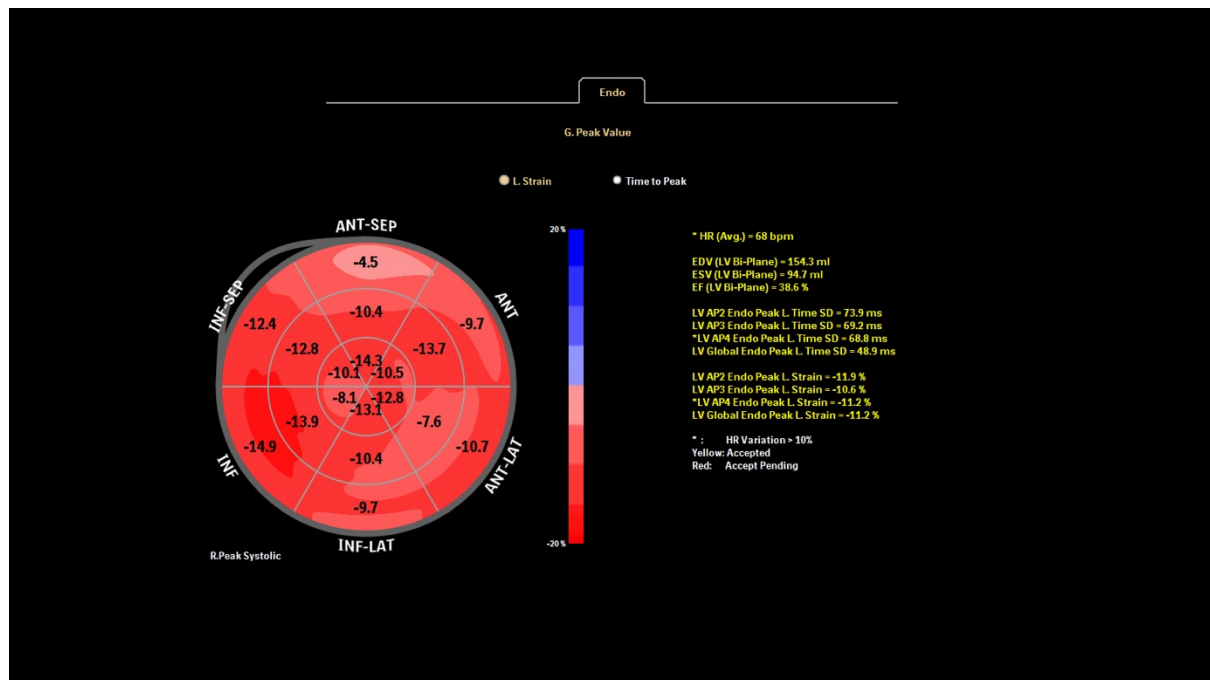 Endo
G. Peak Value
L. Strain
Time to Peak
ANT-SEP
ANT
ANT-LAT
INF-LAT
INF
INF-SEP
-4.5
-10.4
-12.4
-9.7
-12.8
-13.7
-14.3
-10.1 -10.5
-8.1 -12.8
-13.1
-13.9
-7.6
-14.9
-10.7
-10.4
-9.7
R.Peak Systolic
20 %
-20 %
* HR (Avg.) = 68 bpm
EDV (LV Bi-Plane) = 154.3 ml
ESV (LV Bi-Plane) = 94.7 ml
EF (LV Bi-Plane) = 38.6 %
LV AP2 Endo Peak L. Time SD = 73.9 ms
LV AP3 Endo Peak L. Time SD = 69.2 ms
*LV AP4 Endo Peak L. Time SD = 68.8 ms
LV Global Endo Peak L. Time SD = 48.9 ms
LV AP2 Endo Peak L. Strain = -11.9 %
LV AP3 Endo Peak L. Strain = -10.6 %
*LV AP4 Endo Peak L. Strain = -11.2 %
LV Global Endo Peak L. Strain = -11.2 %
* : HR Variation > 10%
Yellow: Accepted
Red: Accept Pending